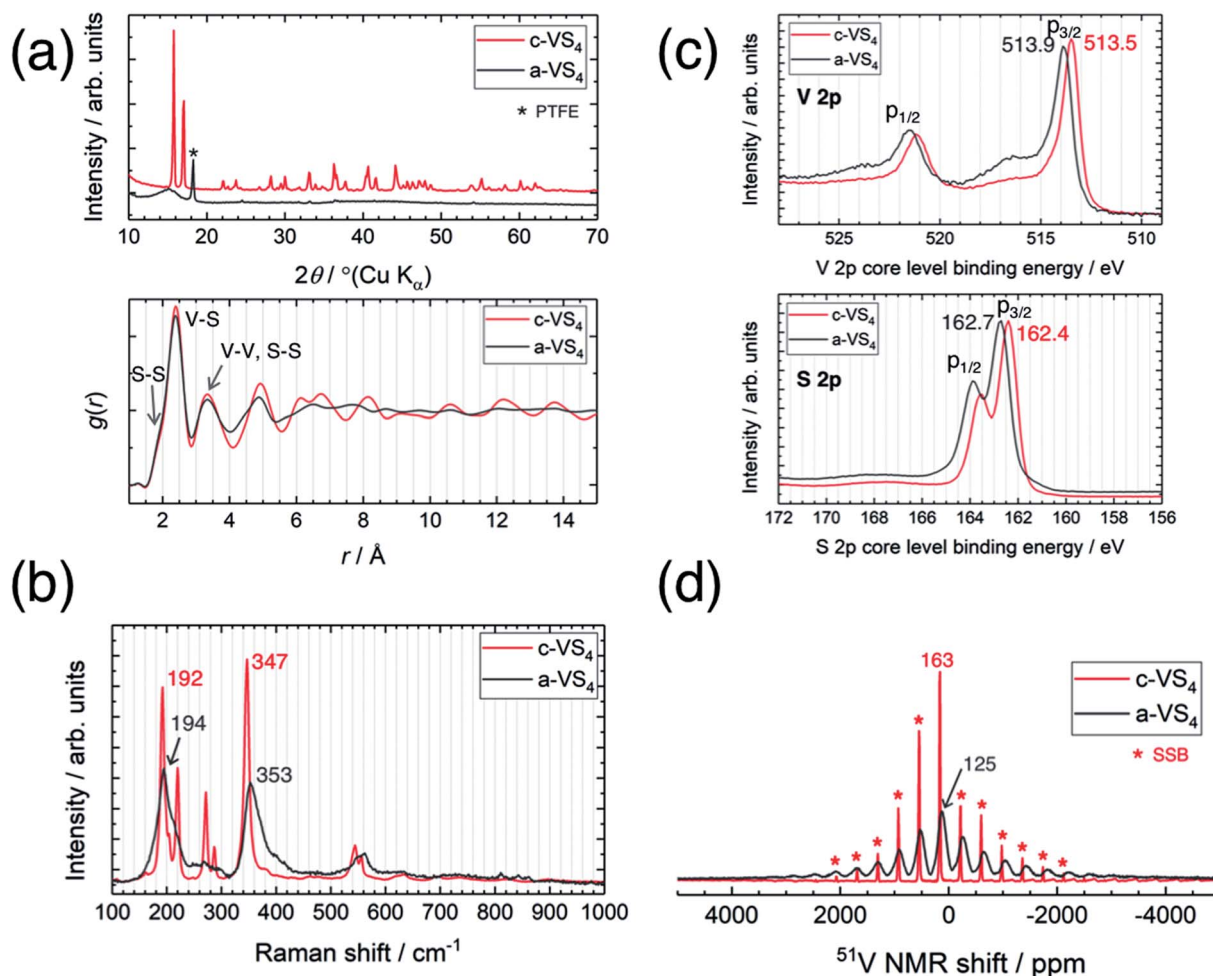 (a)
Intensity / arb. units
c-VS₄
a-VS₄
* PTFE
*
10 20 30 40 50 60 70
2θ / °(Cu Kα)
g(r)
c-VS₄
a-VS₄
S-S
V-S
V-V, S-S
2 4 6 8 10 12 14
r / Å
(b)
Intensity / arb. units
c-VS₄
a-VS₄
192
194
347
353
100 200 300 400 500 600 700 800 900 1000
Raman shift / cm⁻¹
(c)
Intensity / arb. units
c-VS₄
a-VS₄
V 2p
p₁/₂
p₃/₂
513.9
513.5
525 520 515 510
V 2p core level binding energy / eV
Intensity / arb. units
c-VS₄
a-VS₄
S 2p
p₁/₂
p₃/₂
162.7
162.4
172 170 168 166 164 162 160 158 156
S 2p core level binding energy / eV
(d)
163
125
c-VS₄
a-VS₄
* SSB
* * * * * * * * * * *
4000 2000 0 -2000 -4000
⁵¹V NMR shift / ppm